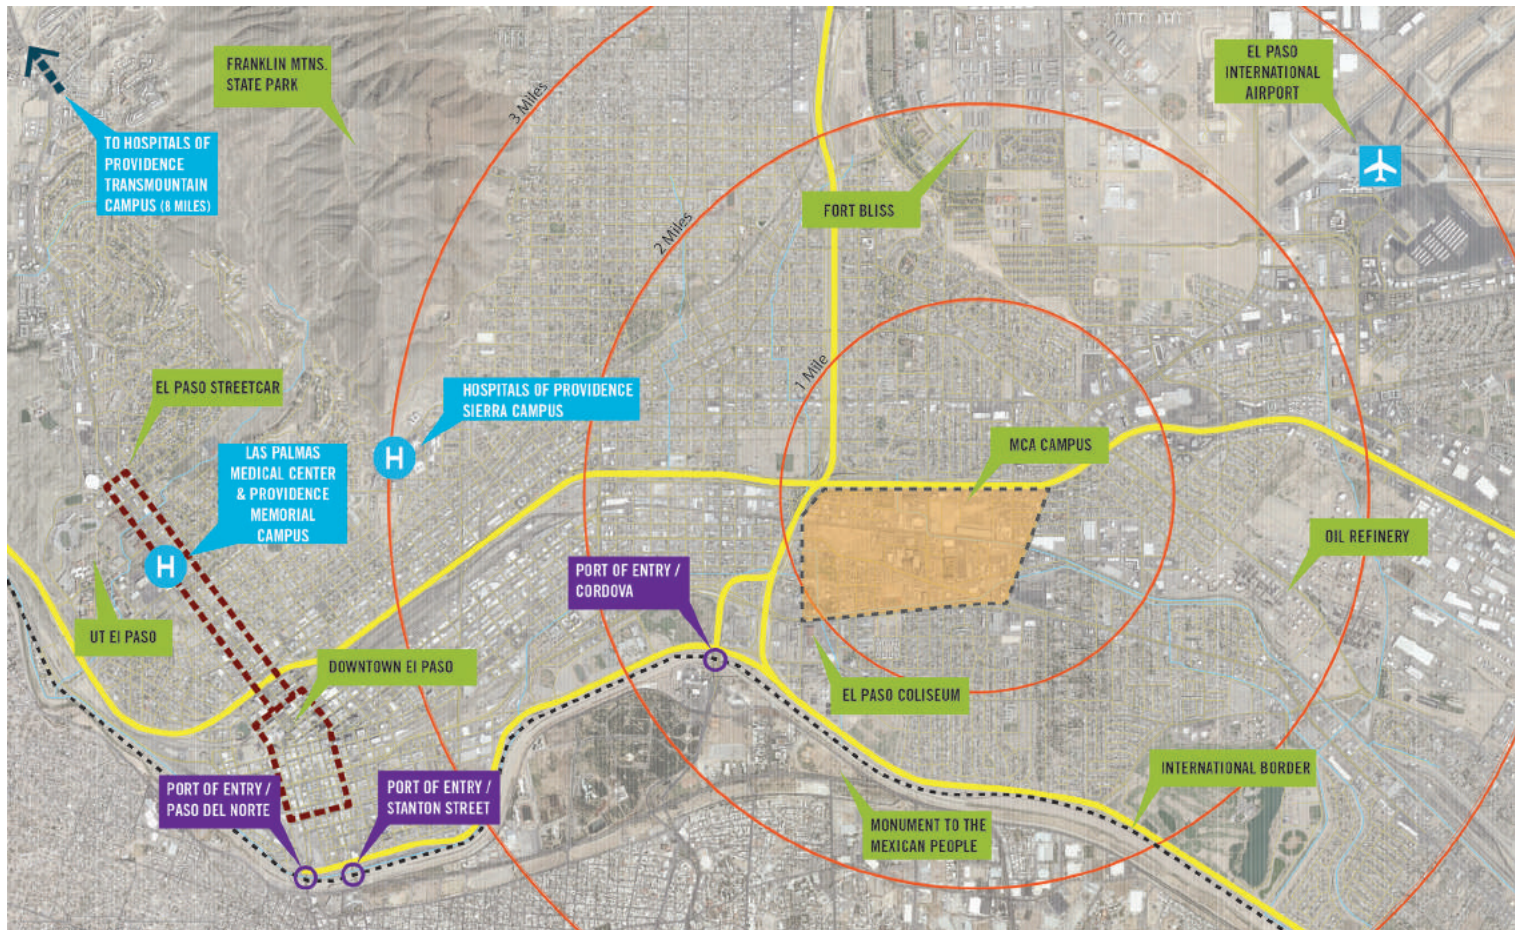 FRANKLIN MTNS.
STATE PARK
EL PASO
INTERNATIONAL
AIRPORT
3 Miles
TO HOSPITALS OF
PROVIDENCE
TRANSMOUNTAIN
CAMPUS (8 MILES)
FORT BLISS
2 Miles
1 Mile
EL PASO STREETCAR
HOSPITALS OF PROVIDENCE
SIERRA CAMPUS
H
MCA CAMPUS
LAS PALMAS
MEDICAL CENTER
& PROVIDENCE
MEMORIAL
CAMPUS
H
OIL REFINERY
PORT OF ENTRY /
CORDOVA
UT El PASO
DOWNTOWN El PASO
EL PASO COLISEUM
INTERNATIONAL BORDER
PORT OF ENTRY /
PASO DEL NORTE
PORT OF ENTRY /
STANTON STREET
MONUMENT TO THE
MEXICAN PEOPLE